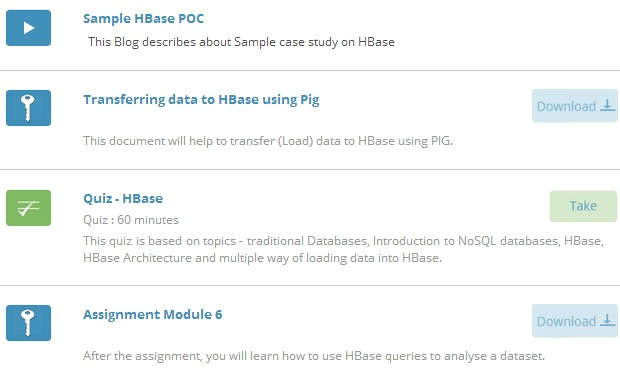 Sample HBase POC
This Blog describes about Sample case study on HBase
Transferring data to HBase using Pig
Download
This document will help to transfer (Load) data to HBase using PIG.
Quiz - HBase
Quiz : 60 minutes
Take
This quiz is based on topics - traditional Databases, Introduction to NoSQL databases, HBase,
HBase Architecture and multiple way of loading data into HBase.
Assignment Module 6
Download
After the assignment, you will learn how to use HBase queries to analyse a dataset.